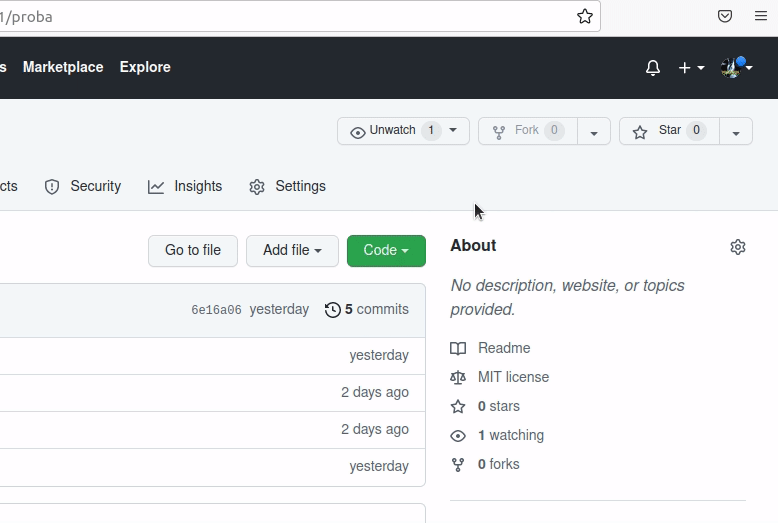 1/proba
s Marketplace Explore
Unwatch 1 Fork 0 Star 0
cts Security Insights Settings
Go to file Add file Code About
No description, website, or topics
provided.
6e16a06 yesterday 5 commits
Readme
yesterday
MIT license
2 days ago
0 stars
2 days ago
1 watching
yesterday
0 forks